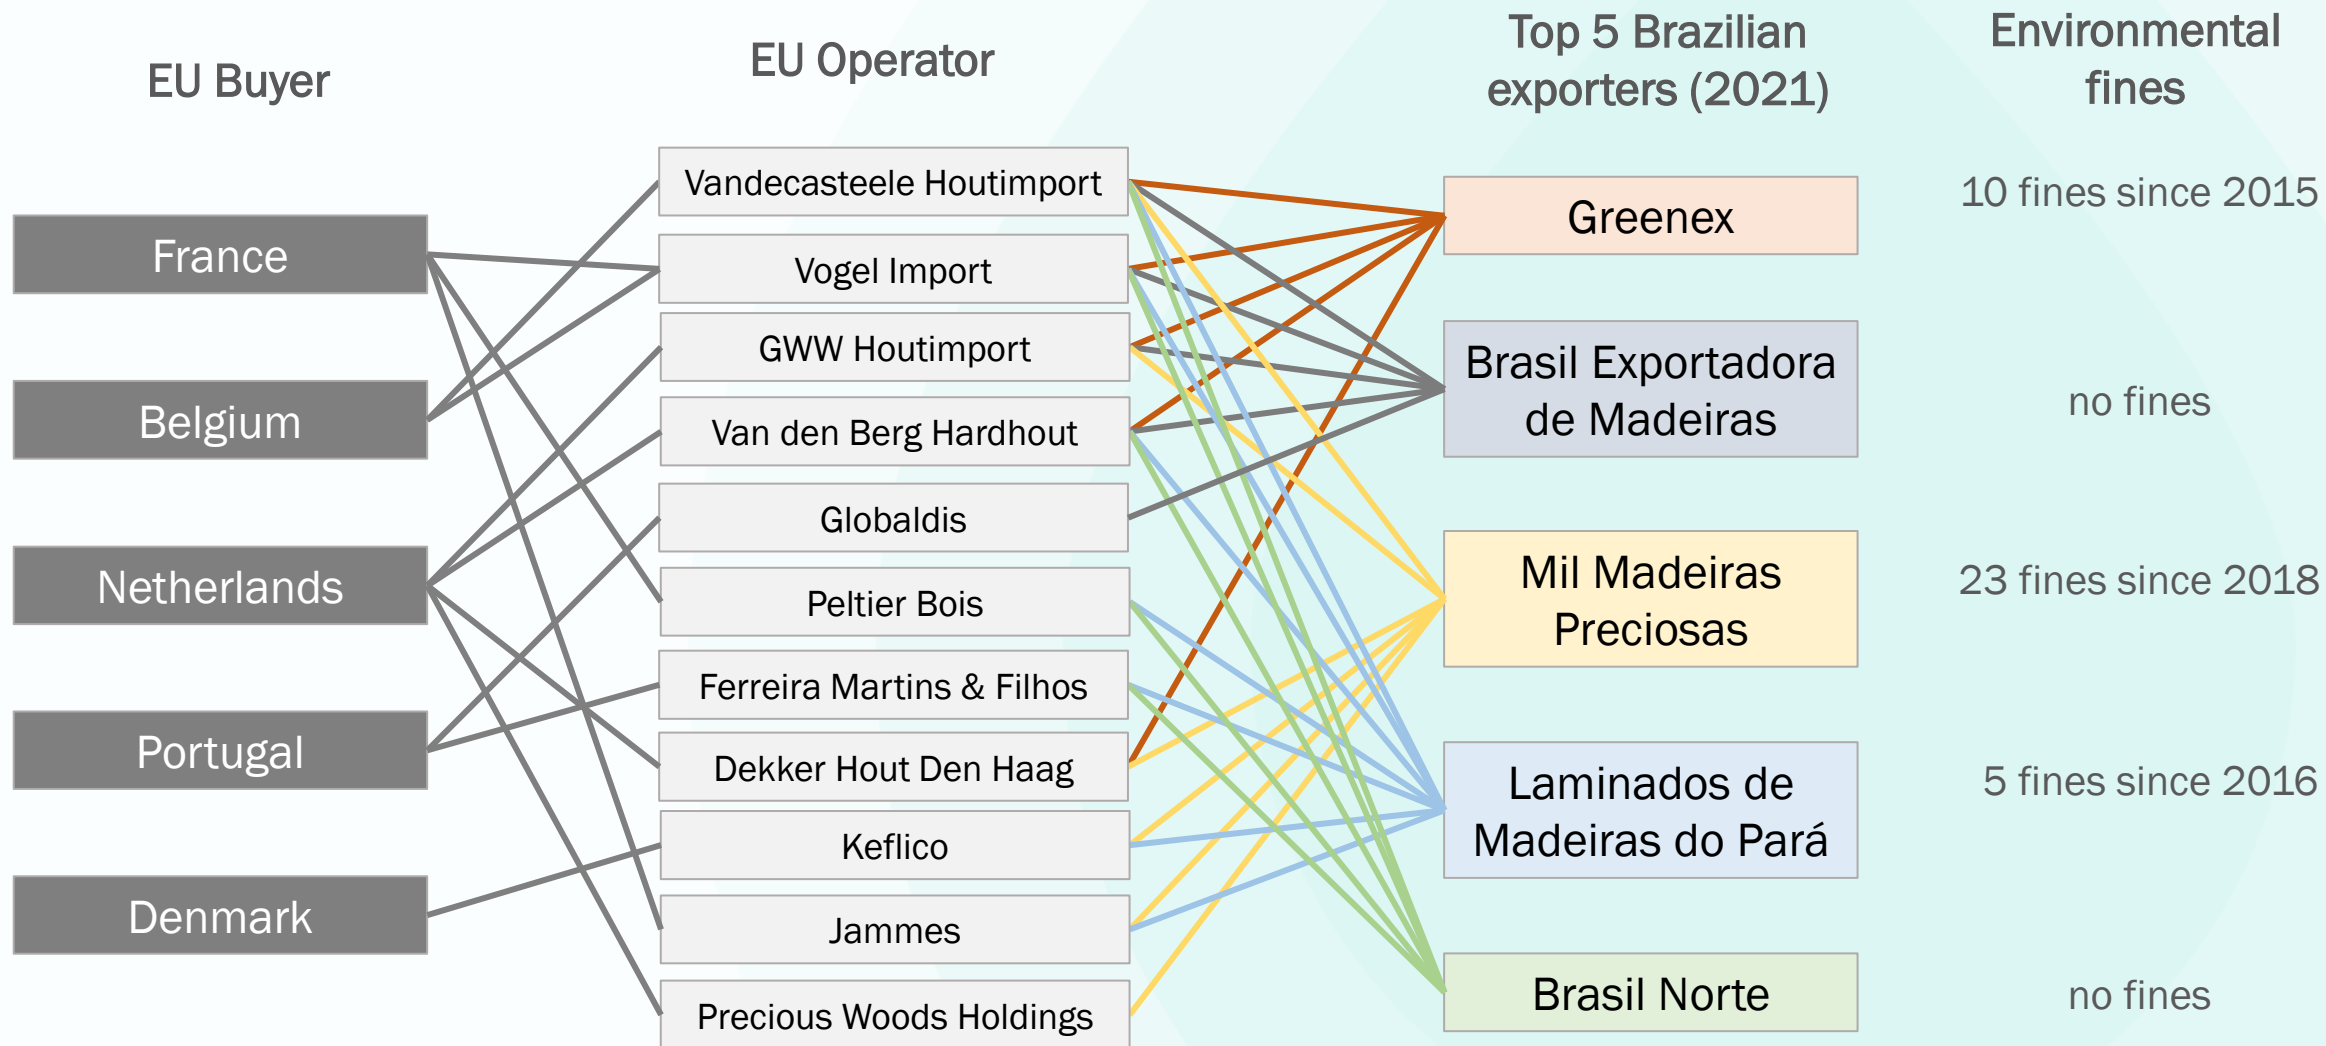 EU Buyer
EU Operator
Top 5 Brazilian
exporters (2021)
Environmental
fines
France
Belgium
Netherlands
Portugal
Denmark
Vandecasteele Houtimport
Vogel Import
GWW Houtimport
Van den Berg Hardhout
Globaldis
Peltier Bois
Ferreira Martins & Filhos
Dekker Hout Den Haag
Keflico
Jammes
Precious Woods Holdings
Greenex
Brasil Exportadora
de Madeiras
Mil Madeiras
Preciosas
Laminados de
Madeiras do Pará
Brasil Norte
10 fines since 2015
no fines
23 fines since 2018
5 fines since 2016
no fines